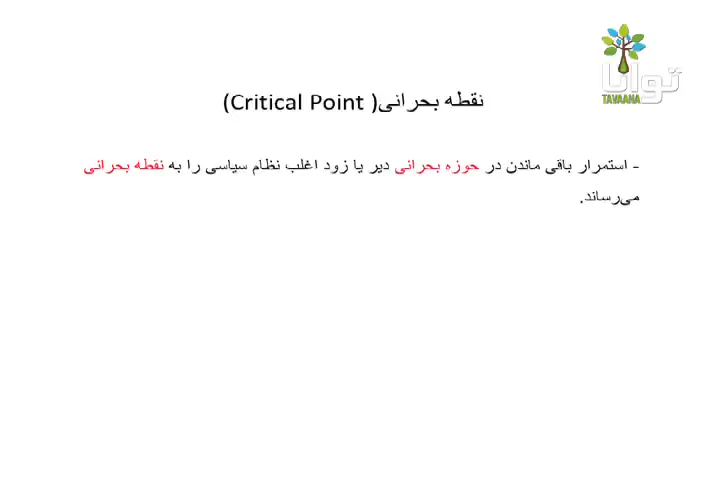 توانا
TAVAANA
نقطه بحرانی( Critical Point)
- استمرار باقی ماندن در حوزه بحرانی دیر یا زود اغلب نظام سیاسی را به نقطه بحرانی
می‌رساند.